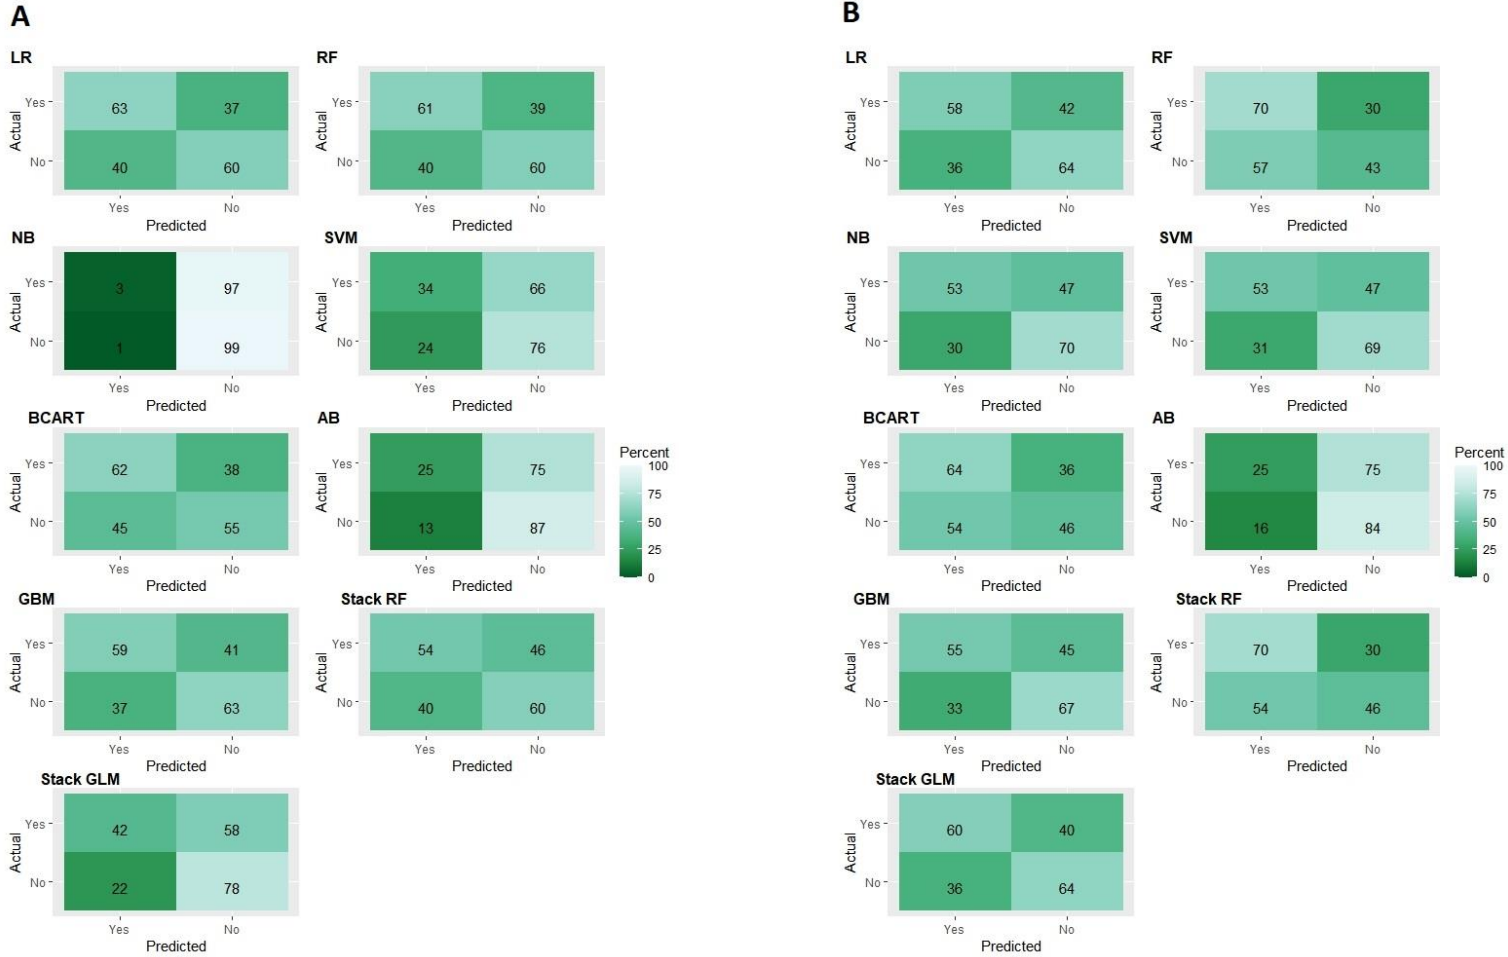 A
LR
RF
Actual
Yes
63
37
No
40
60
Yes
No
Predicted
Actual
Yes
61
39
No
40
60
Yes
No
Predicted
NB
SVM
Actual
Yes
3
97
No
1
99
Yes
No
Predicted
Actual
Yes
34
66
No
24
76
Yes
No
Predicted
BCART
AB
Actual
Yes
62
38
No
45
55
Yes
No
Predicted
Actual
Yes
25
75
No
13
87
Yes
No
Predicted
Percent
100
75
50
25
0
GBM
Stack RF
Actual
Yes
59
41
No
37
63
Yes
No
Predicted
Actual
Yes
54
46
No
40
60
Yes
No
Predicted
Stack GLM
Actual
Yes
42
58
No
22
78
Yes
No
Predicted
B
LR
RF
Actual
Yes
58
42
No
36
64
Yes
No
Predicted
Actual
Yes
70
30
No
57
43
Yes
No
Predicted
NB
SVM
Actual
Yes
53
47
No
30
70
Yes
No
Predicted
Actual
Yes
53
47
No
31
69
Yes
No
Predicted
BCART
AB
Actual
Yes
64
36
No
54
46
Yes
No
Predicted
Actual
Yes
25
75
No
16
84
Yes
No
Predicted
Percent
100
75
50
25
0
GBM
Stack RF
Actual
Yes
55
45
No
33
67
Yes
No
Predicted
Actual
Yes
70
30
No
54
46
Yes
No
Predicted
Stack GLM
Actual
Yes
60
40
No
36
64
Yes
No
Predicted